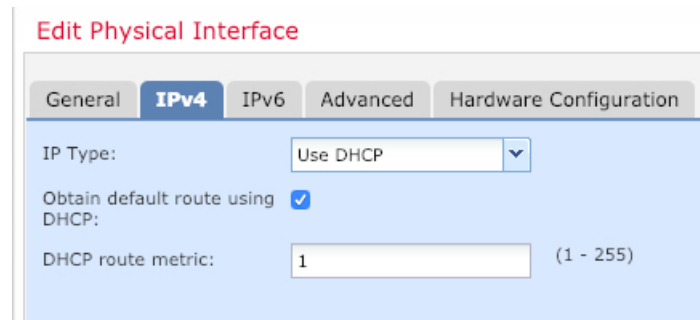 Edit Physical Interface
General IPv4 IPv6 Advanced Hardware Configuration
IP Type: Use DHCP
Obtain default route using
DHCP:
DHCP route metric: 1 (1 - 255)